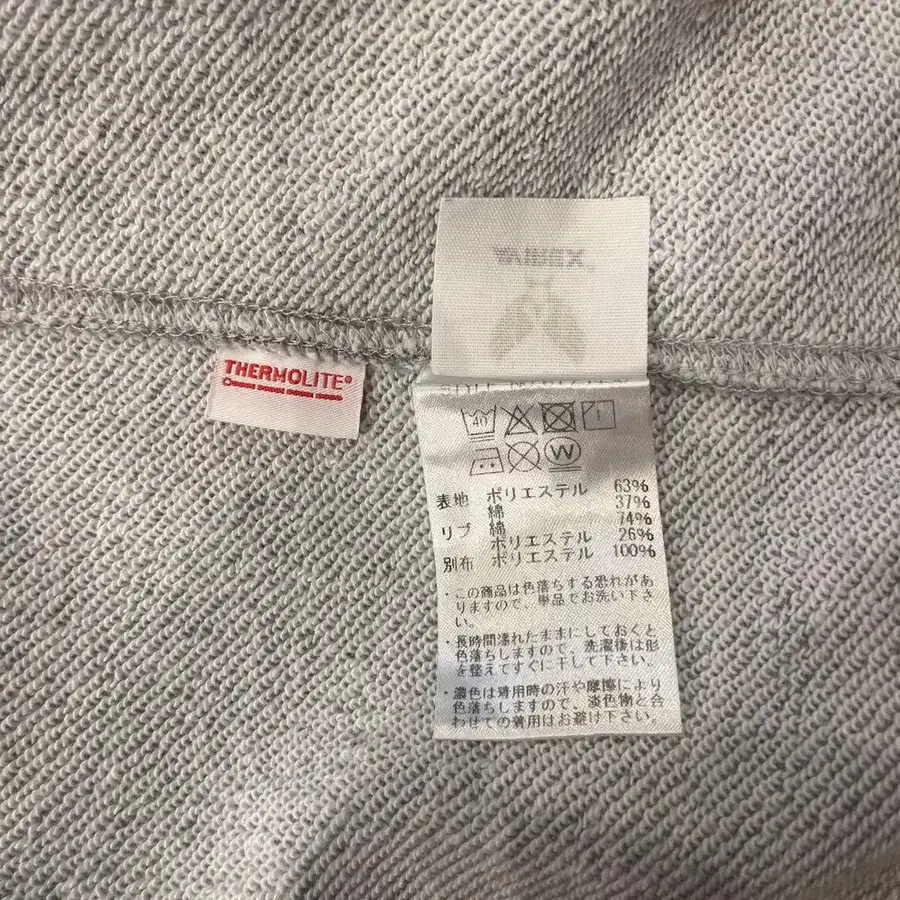 THERMOLITE®
40
W
表地 ポリエステル 63%
綿 37%
リブ 綿 74%
ポリエステル 26%
別布 ポリエステル 100%
・この商品は色落ちする恐れがあ
りますので、単品でお洗い下さ
い。
・長時間濡れたままにしておくと
色落ちしますので、洗濯後は形
を整えてすぐに干して下さい。
・濃色は着用時の汗や摩擦により
色落ちしますので、淡色物と合
わせての着用はお避け下さい。